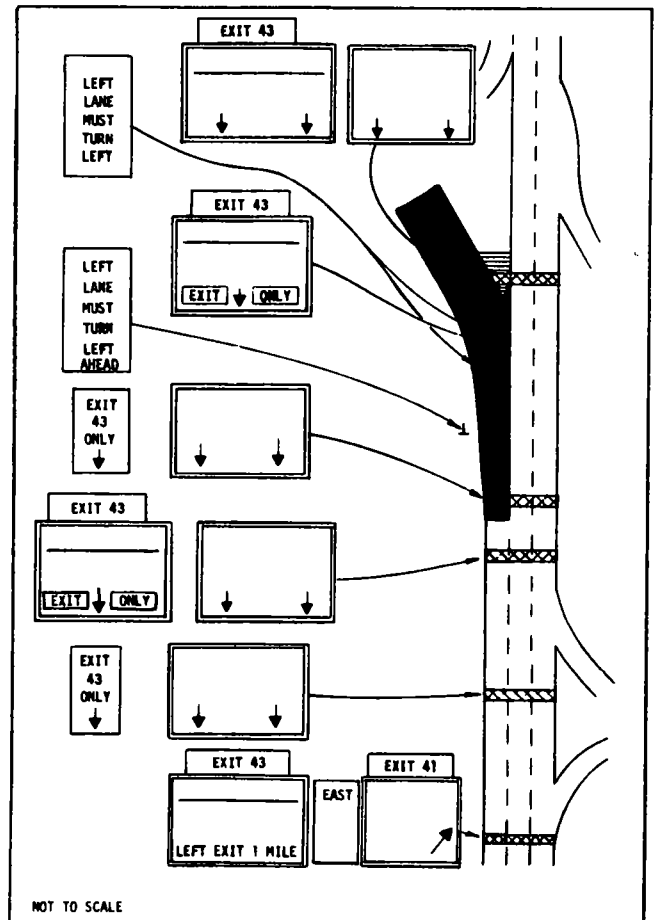 EXIT 43
LEFT
LANE
MUST
TURN
LEFT
EXIT 43
EXIT ONLY
LEFT
LANE
MUST
TURN
LEFT
AHEAD
EXIT
43
ONLY
EXIT 43
EXIT ONLY
EXIT
43
ONLY
EXIT 43
LEFT EXIT 1 MILE
EAST
EXIT 41
NOT TO SCALE